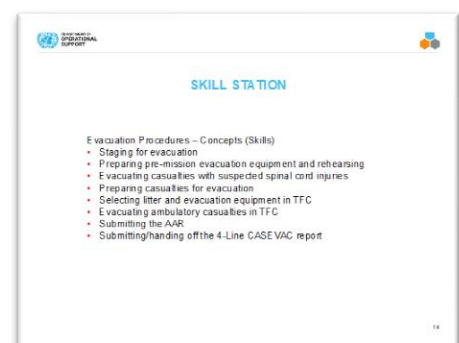 DEPARTMENT OF
OPERATIONAL
SUPPORT
SKILL STATION
Evacuation Procedures – Concepts (Skills)
• Staging for evacuation
• Preparing pre-mission evacuation equipment and rehearsing
• Evacuating casualties with suspected spinal cord injuries
• Preparing casualties for evacuation
• Selecting litter and evacuation equipment in TFC
• Evacuating ambulatory casualties in TFC
• Submitting the AAR
• Submitting/handing off the 4-Line CASEVAC report